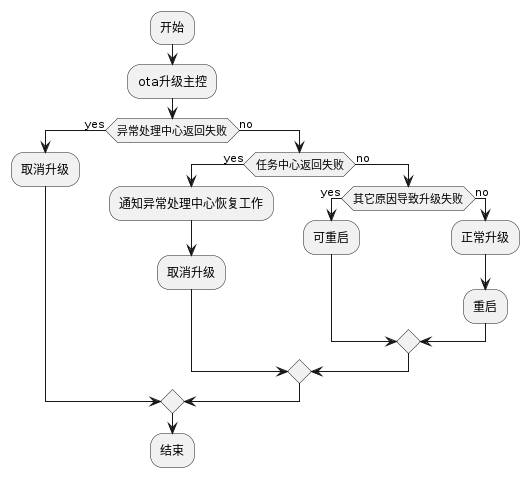 开始
ota升级主控
yes
异常处理中心返回失败
no
取消升级
yes
任务中心返回失败
no
通知异常处理中心恢复工作
取消升级
yes
其它原因导致升级失败
no
可重启
正常升级
重启
结束